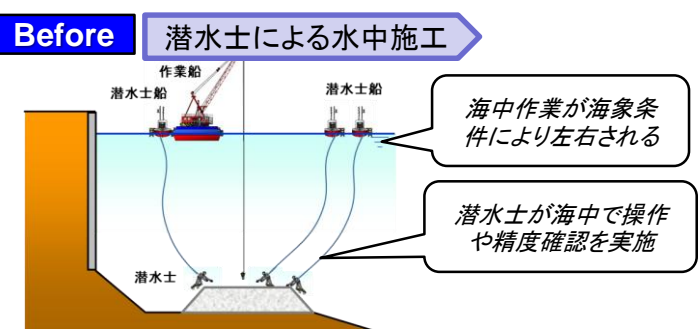 Before
潜水士による水中施工
作業船
潜水士船
潜水士船
海中作業が海象条
件により左右される
潜水士が海中で操作
や精度確認を実施
潜水士